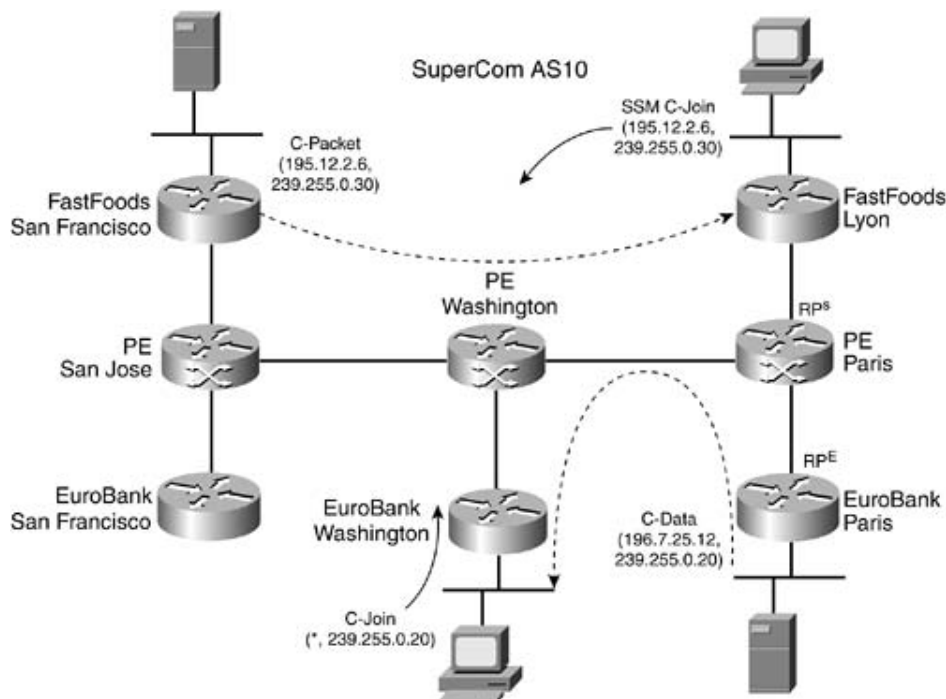 SuperCom AS10
C-Packet
(195.12.2.6,
239.255.0.30)
SSM C-Join
(195.12.2.6,
239.255.0.30)
FastFoods
San Francisco
FastFoods
Lyon
PE
Washington
RPˢ
PE
San Jose
PE
Paris
RPᴱ
EuroBank
San Francisco
EuroBank
Washington
EuroBank
Paris
C-Data
(196.7.25.12,
239.255.0.20)
C-Join
(*, 239.255.0.20)